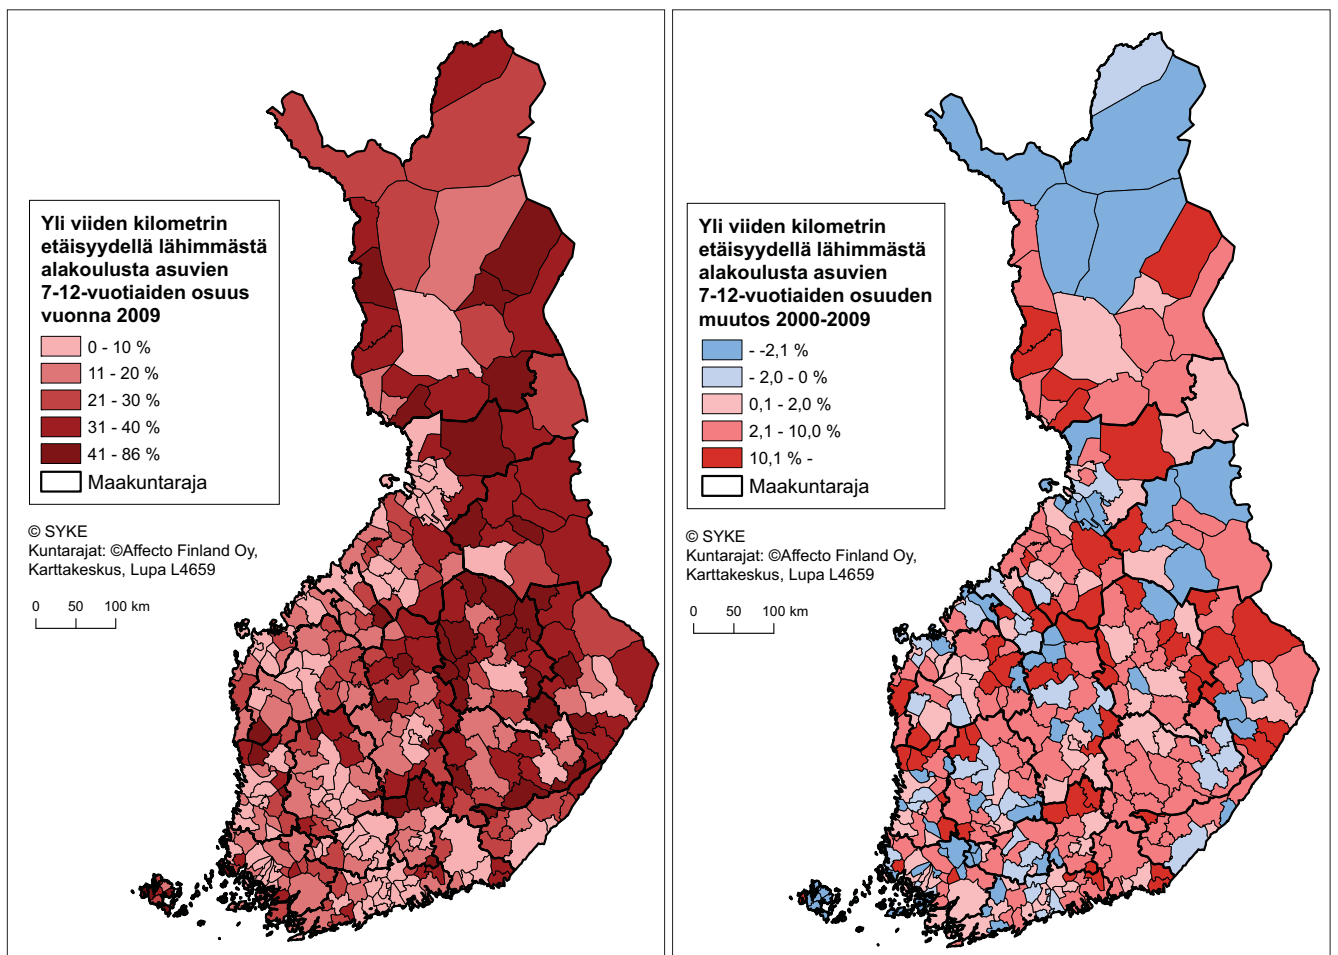 Yli viiden kilometrin
etäisyydellä lähimmästä
alakoulusta asuvien
7-12-vuotiaiden osuus
vuonna 2009
0 - 10 %
11 - 20 %
21 - 30 %
31 - 40 %
41 - 86 %
Maakuntaraja
© SYKE
Kuntarajat: ©Affecto Finland Oy,
Karttakeskus, Lupa L4659
0 50 100 km
Yli viiden kilometrin
etäisyydellä lähimmästä
alakoulusta asuvien
7-12-vuotiaiden osuuden
muutos 2000-2009
- -2,1 %
- 2,0 - 0 %
0,1 - 2,0 %
2,1 - 10,0 %
10,1 % -
Maakuntaraja
© SYKE
Kuntarajat: ©Affecto Finland Oy,
Karttakeskus, Lupa L4659
0 50 100 km